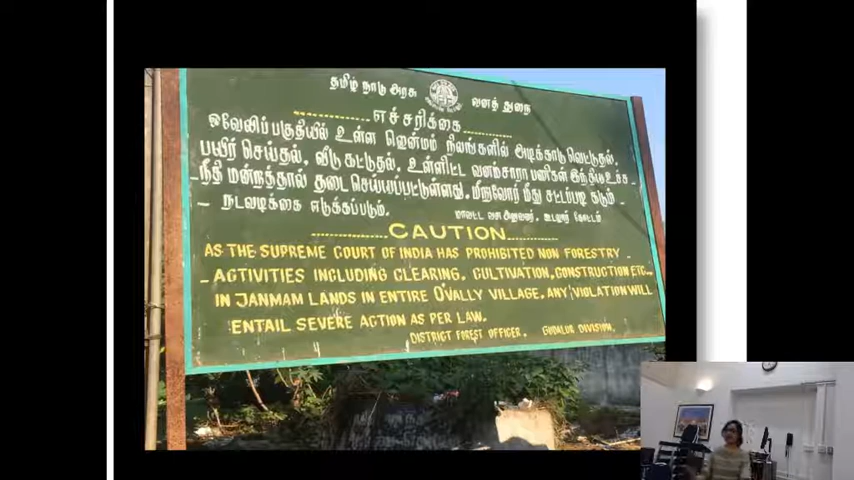 தமிழ் நாடு அரசு வனத் துறை
எச்சரிக்கை
ஓவேலிப்பகுதியில் உள்ள ஜென்மம் நிலங்களில் அடிக்காடு வெட்டுதல்,
பயிர் செய்தல், வீடு கட்டுதல், உள்ளிட்ட வனம்சாரா பணிகள் இந்திய உச்ச
நீதி மன்றத்தால் தடை செய்யப்பட்டுள்ளது. மீறுவோர் மீது சட்டப்படி கடும்
நடவடிக்கை எடுக்கப்படும்.
மாவட்ட வன அலுவலர், கூடலூர் கோட்டம்
CAUTION
AS THE SUPREME COURT OF INDIA HAS PROHIBITED NON FORESTRY
ACTIVITIES INCLUDING CLEARING, CULTIVATION, CONSTRUCTION, ETC.,
IN JANMAM LANDS IN ENTIRE O'VALLY VILLAGE, ANY VIOLATION WILL
ENTAIL SEVERE ACTION AS PER LAW.
DISTRICT FOREST OFFICER, GUDALUR DIVISION,